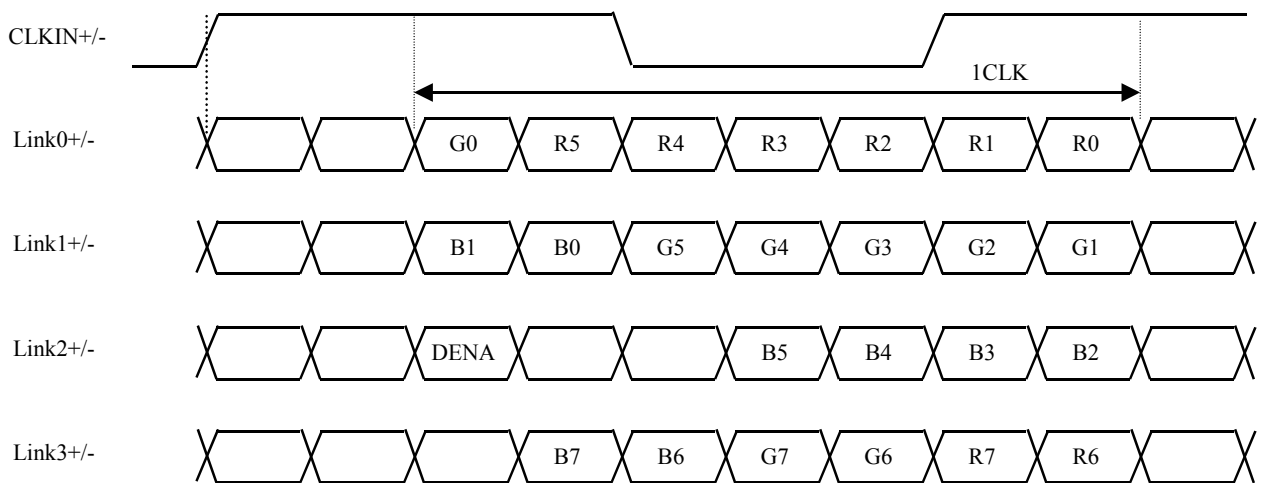 CLKIN+/-
1CLK
Link0+/- G0 R5 R4 R3 R2 R1 R0
Link1+/- B1 B0 G5 G4 G3 G2 G1
Link2+/- DENA B5 B4 B3 B2
Link3+/- B7 B6 G7 G6 R7 R6